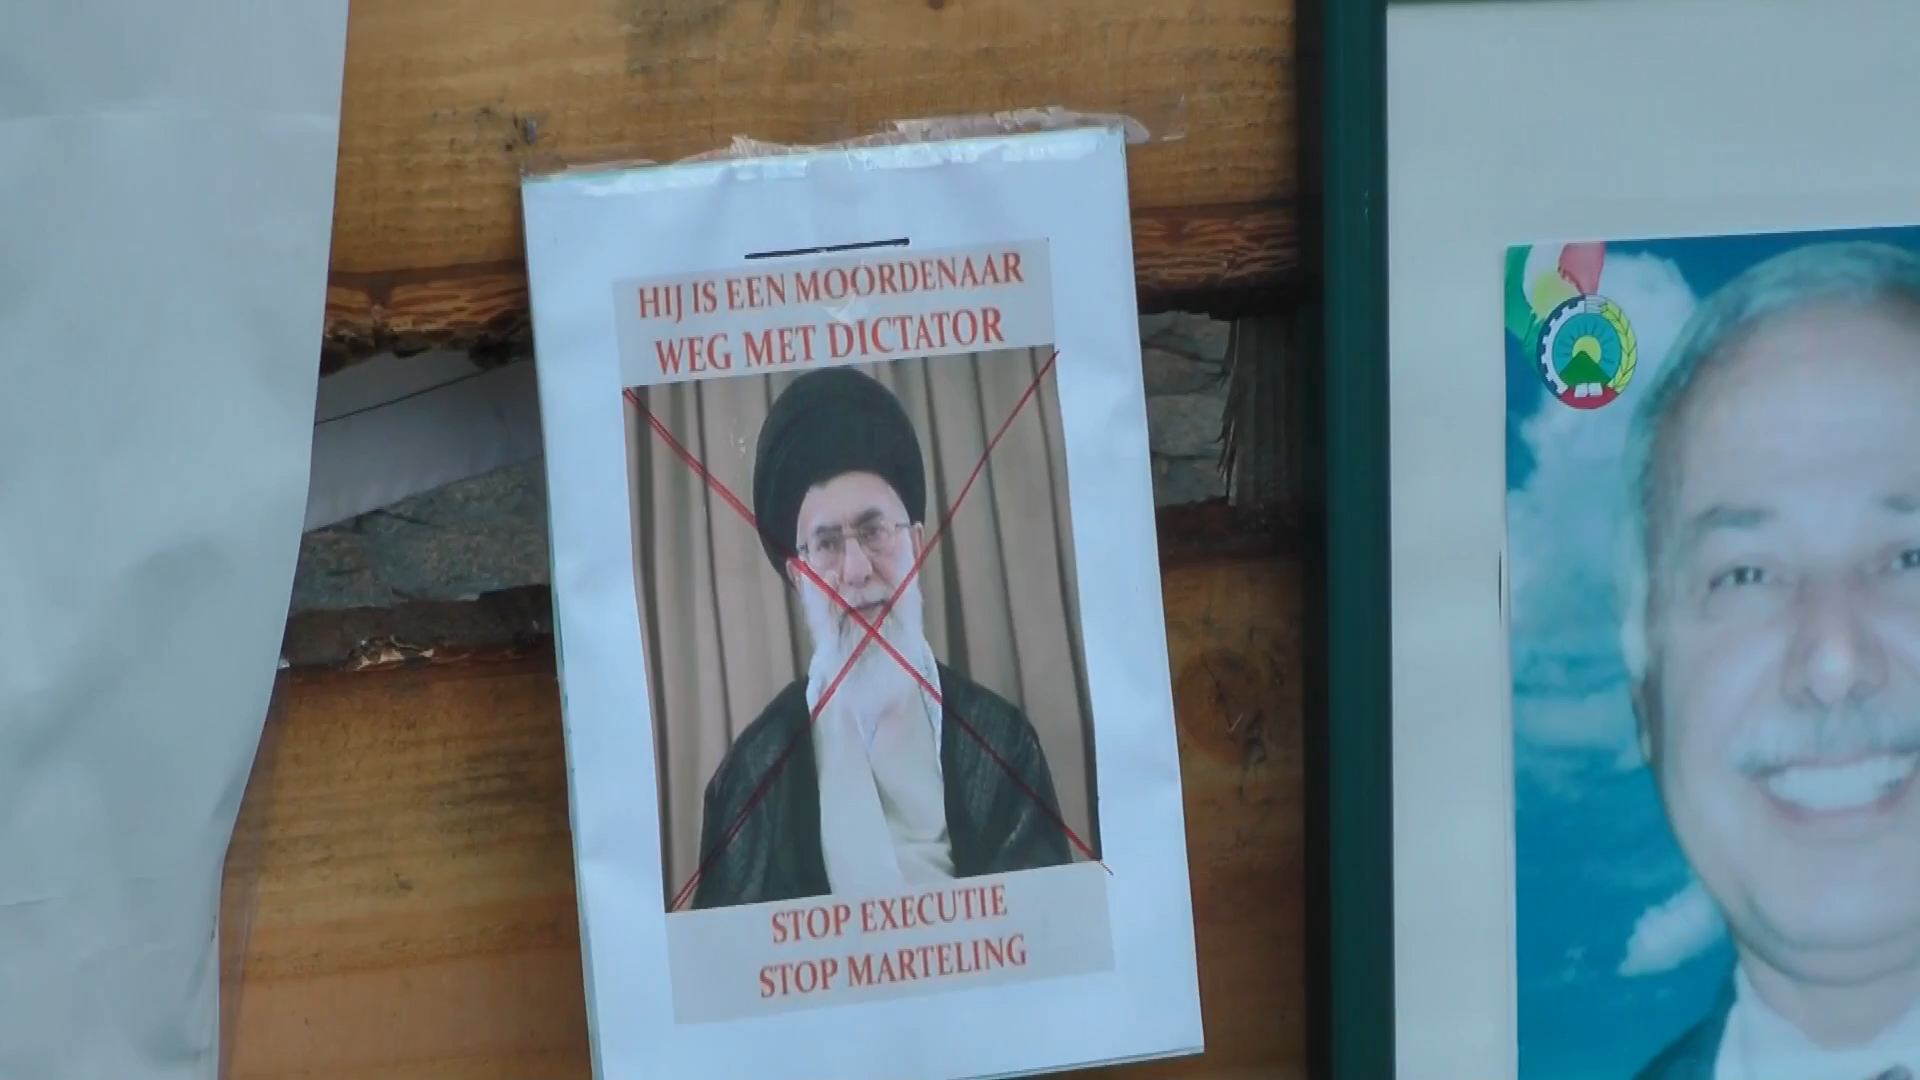 HIJ IS EEN MOORDENAAR
WEG MET DICTATOR
STOP EXECUTIE
STOP MARTELING